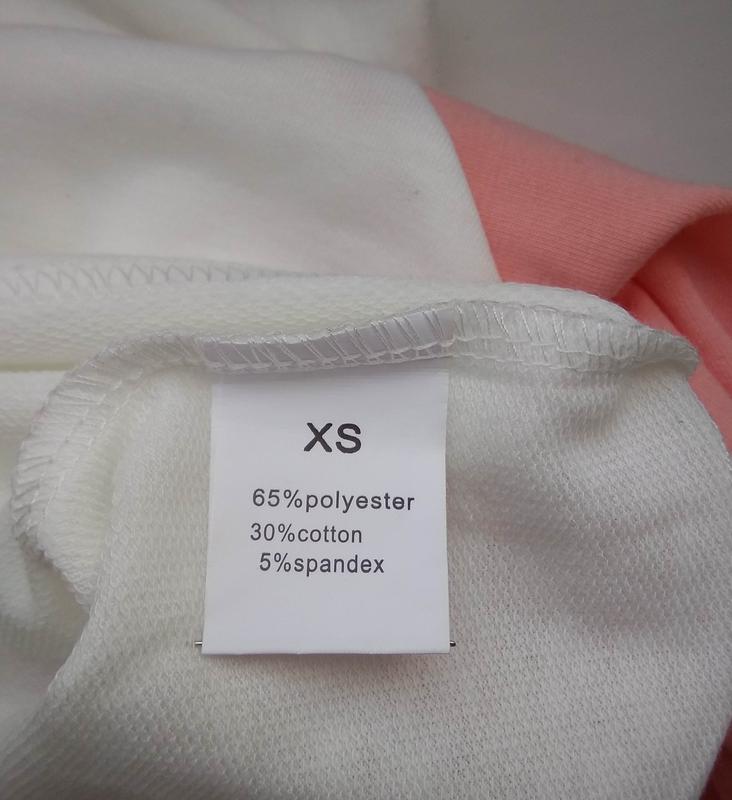 XS
65%polyester
30%cotton
5%spandex